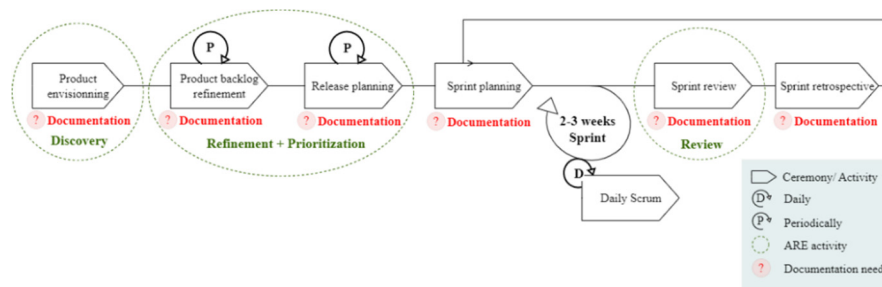 P
P
Product
envisionning
Product backlog
refinement
Release planning
Sprint planning
Sprint review
Sprint retrospective
? Documentation
? Documentation
? Documentation
? Documentation
? Documentation
? Documentation
Discovery
Refinement + Prioritization
2-3 weeks
Sprint
Review
D
Daily Scrum
Ceremony/ Activity
D Daily
P Periodically
ARE activity
? Documentation need